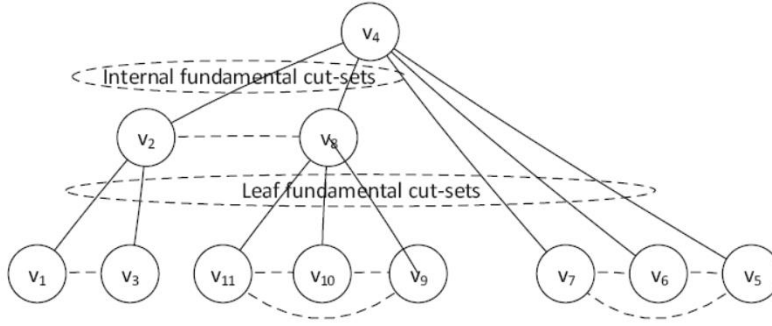 v₄
Internal fundamental cut-sets
v₂ v₈
Leaf fundamental cut-sets
v₁ v₃ v₁₁ v₁₀ v₉ v₇ v₆ v₅